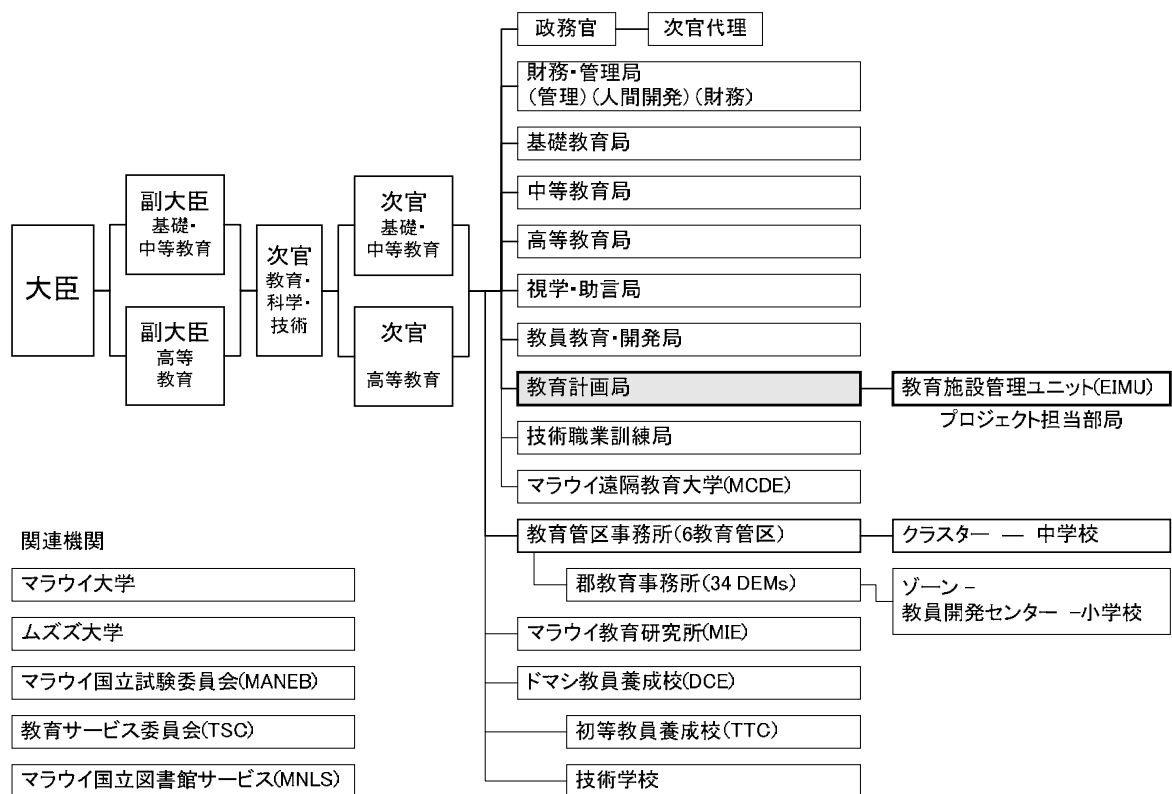 政務官
次官代理
財務・管理局
(管理)(人間開発)(財務)
基礎教育局
中等教育局
高等教育局
視学・助言局
教員教育・開発局
教育計画局
教育施設管理ユニット(EIMU)
プロジェクト担当部局
技術職業訓練局
マラウイ遠隔教育大学(MCDE)
教育管区事務所(6教育管区)
クラスター ― 中学校
郡教育事務所(34 DEMs)
ゾーン −
教員開発センター −小学校
マラウイ教育研究所(MIE)
ドマシ教員養成校(DCE)
初等教員養成校(TTC)
技術学校
大臣
副大臣
基礎・
中等教育
副大臣
高等
教育
次官
教育・
科学・
技術
次官
基礎・
中等教育
次官
高等教育
関連機関
マラウイ大学
ムズズ大学
マラウイ国立試験委員会(MANEB)
教育サービス委員会(TSC)
マラウイ国立図書館サービス(MNLS)